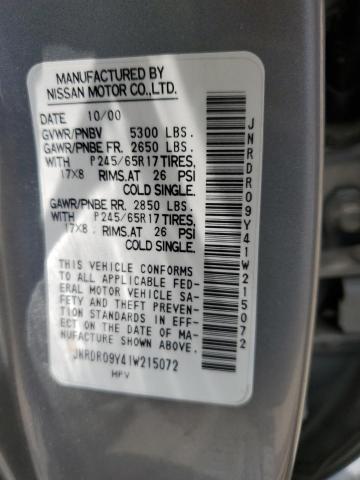 MANUFACTURED BY
NISSAN MOTOR CO.,LTD.
DATE 10/00
GVWR/PNBV 5300 LBS.
GAWR/PNBE FR. 2650 LBS.
WITH P245/65R17 TIRES,
17X8 RIMS.AT 26 PSI
COLD SINGLE.
GAWR/PNBE RR. 2850 LBS.
WITH P245/65R17 TIRES,
17X8 RIMS.AT 26 PSI
COLD SINGLE.
THIS VEHICLE CONFORMS
TO ALL APPLICABLE FED-
ERAL MOTOR VEHICLE SAFE-
TY AND THEFT PREVEN-
TION STANDARDS IN EFF-
ECT ON THE DATE OF MA-
NUFACTURE SHOWN ABOVE.
JNRDR09Y41W215072
MPV
JNRDR09Y41W215072